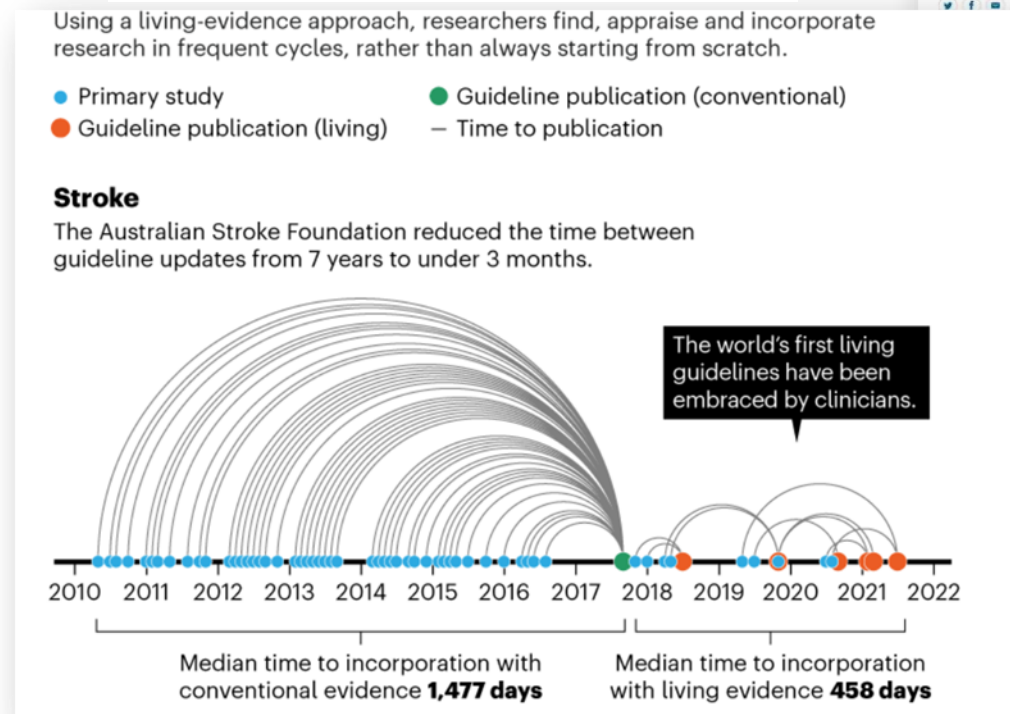 Using a living-evidence approach, researchers find, appraise and incorporate
research in frequent cycles, rather than always starting from scratch.
Primary study
Guideline publication (conventional)
Guideline publication (living)
Time to publication
Stroke
The Australian Stroke Foundation reduced the time between
guideline updates from 7 years to under 3 months.
The world’s first living
guidelines have been
embraced by clinicians.
2010 2011 2012 2013 2014 2015 2016 2017 2018 2019 2020 2021 2022
Median time to incorporation with
conventional evidence 1,477 days
Median time to incorporation
with living evidence 458 days